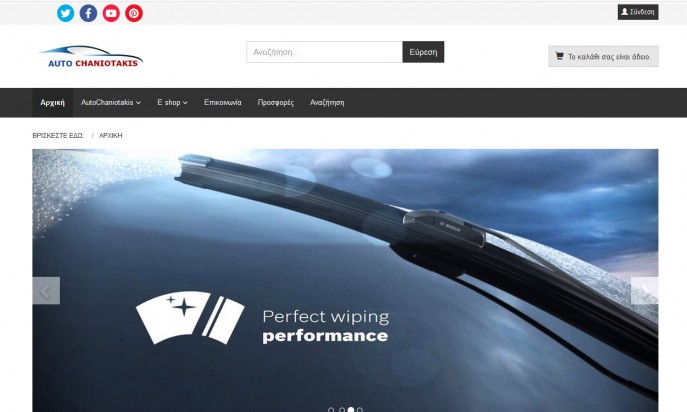 Σύνδεση
AUTO CHANIOTAKIS
Αναζήτηση...
Εύρεση
Το καλάθι σας είναι άδειο.
Αρχική
AutoChaniotakis
E shop
Επικοινωνία
Προσφορές
Αναζήτηση
ΒΡΙΣΚΕΣΤΕ ΕΔΩ: / ΑΡΧΙΚΗ
BOSCH
Perfect wiping
performance